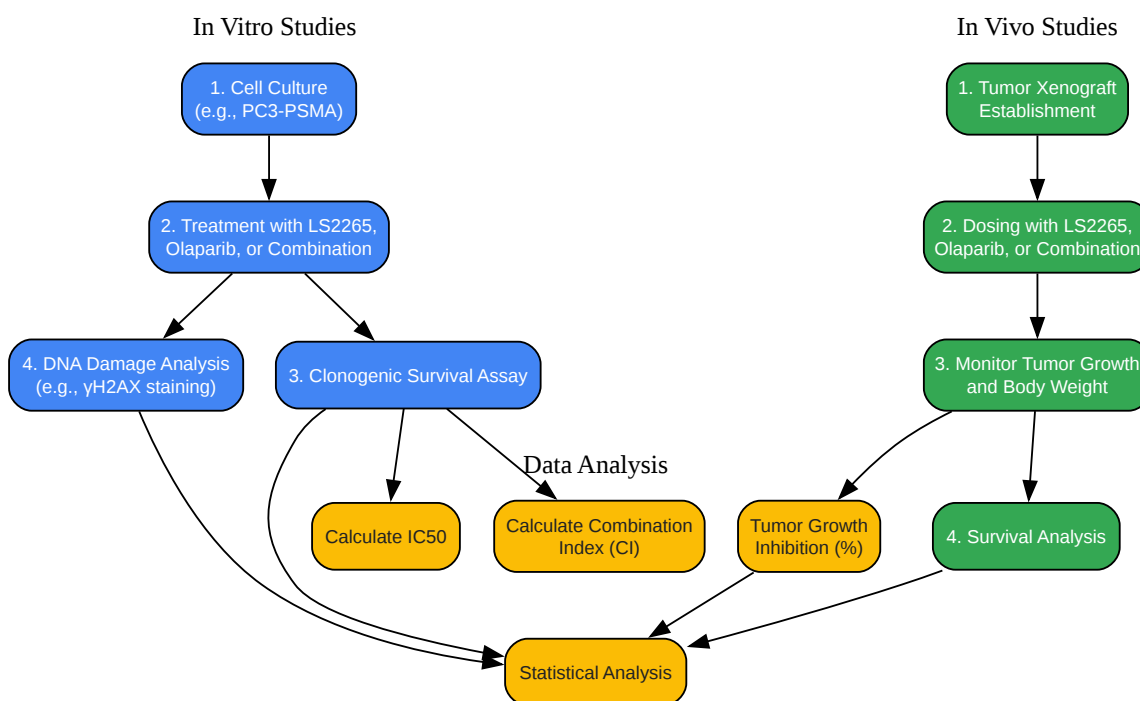 In Vitro Studies
In Vivo Studies
1. Cell Culture
(e.g., PC3-PSMA)
1. Tumor Xenograft
Establishment
2. Treatment with LS2265,
Olaparib, or Combination
2. Dosing with LS2265,
Olaparib, or Combination
4. DNA Damage Analysis
(e.g., γH2AX staining)
3. Clonogenic Survival Assay
3. Monitor Tumor Growth
and Body Weight
Data Analysis
Calculate IC50
Calculate Combination
Index (CI)
Tumor Growth
Inhibition (%)
4. Survival Analysis
Statistical Analysis